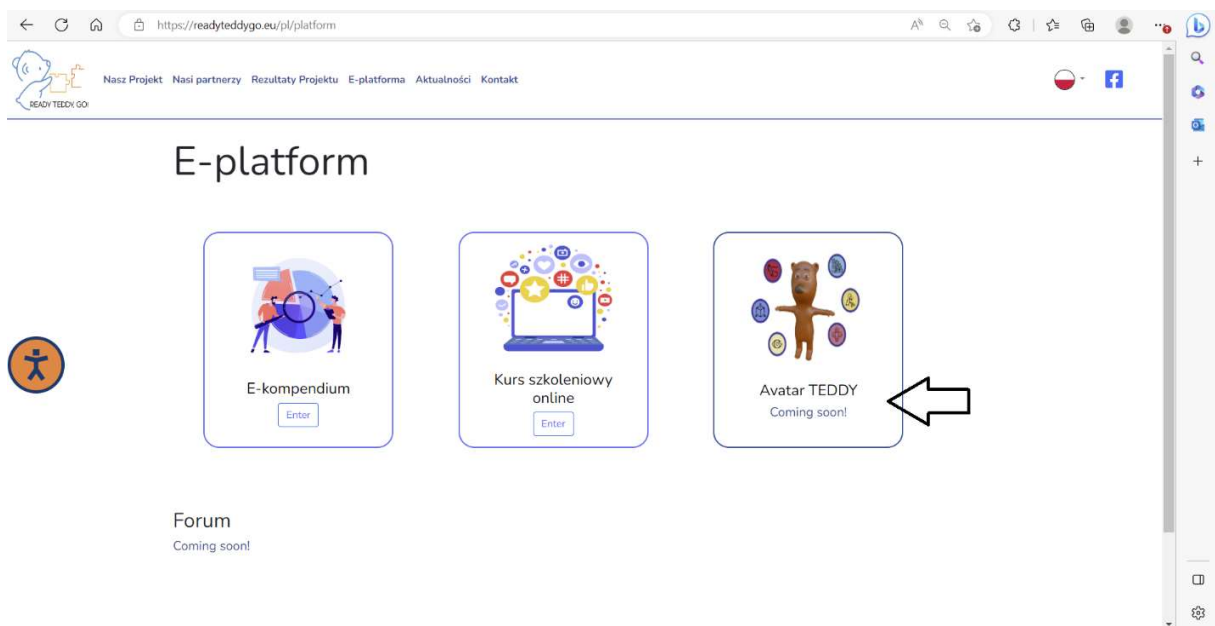 https://readyteddygo.eu/pl/platform
READY TEDDY, GO!
Nasz Projekt Nasi partnerzy Rezultaty Projektu E-platforma Aktualności Kontakt
E-platform
E-kompendium
Enter
Kurs szkoleniowy
online
Enter
Avatar TEDDY
Coming soon!
Forum
Coming soon!